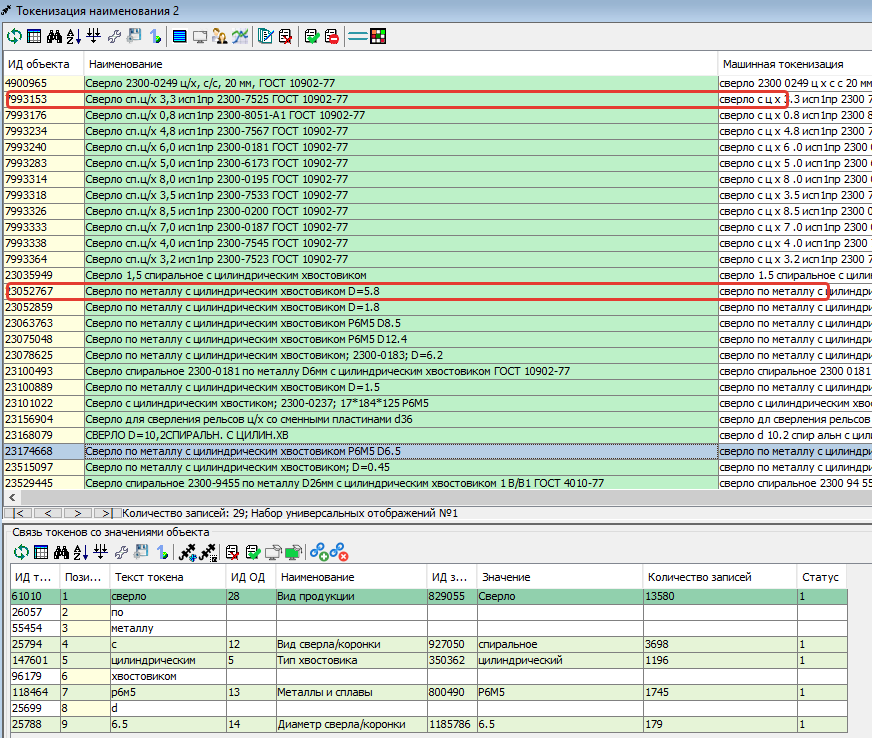 Токенизация наименования 2
ИД объекта Наименование Машинная токенизация
4900965 Сверло 2300-0249 ц/х, с/с, 20 мм, ГОСТ 10902-77 сверло 2300 0249 ц х с с 20 мм
7993153 Сверло сп.ц/х 3,3 исп1пр 2300-7525 ГОСТ 10902-77 сверло с ц х 3.3 исп1пр 2300 7
7993176 Сверло сп.ц/х 0,8 исп1пр 2300-8051-А1 ГОСТ 10902-77 сверло с ц х 0.8 исп1пр 2300 8
7993234 Сверло сп.ц/х 4,8 исп1пр 2300-7567 ГОСТ 10902-77 сверло с ц х 4.8 исп1пр 2300 7
7993240 Сверло сп.ц/х 6,0 исп1пр 2300-0181 ГОСТ 10902-77 сверло с ц х 6 .0 исп1пр 2300
7993283 Сверло сп.ц/х 5,0 исп1пр 2300-6173 ГОСТ 10902-77 сверло с ц х 5 .0 исп1пр 2300
7993314 Сверло сп.ц/х 8,0 исп1пр 2300-0195 ГОСТ 10902-77 сверло с ц х 8 .0 исп1пр 2300
7993318 Сверло сп.ц/х 3,5 исп1пр 2300-7533 ГОСТ 10902-77 сверло с ц х 3.5 исп1пр 2300 7
7993326 Сверло сп.ц/х 8,5 исп1пр 2300-0200 ГОСТ 10902-77 сверло с ц х 8.5 исп1пр 2300 0
7993333 Сверло сп.ц/х 7,0 исп1пр 2300-0187 ГОСТ 10902-77 сверло с ц х 7 .0 исп1пр 2300
7993338 Сверло сп.ц/х 4,0 исп1пр 2300-7545 ГОСТ 10902-77 сверло с ц х 4 .0 исп1пр 2300
7993364 Сверло сп.ц/х 3,2 исп1пр 2300-7523 ГОСТ 10902-77 сверло с ц х 3.2 исп1пр 2300 7
23035949 Сверло 1,5 спиральное с цилиндрическим хвостовиком сверло 1.5 спиральное с цили
23052767 Сверло по металлу с цилиндрическим хвостовиком D=5.8 сверло по металлу с цилиндри
23052859 Сверло по металлу с цилиндрическим хвостовиком D=1.8 сверло по металлу с цилиндри
23063763 Сверло по металлу с цилиндрическим хвостовиком Р6М5 D8.5 сверло по металлу с цилиндри
23075048 Сверло по металлу с цилиндрическим хвостовиком Р6М5 D12.4 сверло по металлу с цилиндри
23078625 Сверло по металлу с цилиндрическим хвостовиком; 2300-0183; D=6.2 сверло по металлу с цилиндри
23100493 Сверло спиральное 2300-0181 по металлу D6мм с цилиндрическим хвостовиком ГОСТ 10902-77 сверло спиральное 2300 0181
23100889 Сверло по металлу с цилиндрическим хвостовиком D=1.5 сверло по металлу с цилиндри
23101022 Сверло с цилиндрическим хвостиком; 2300-0237; 17*184*125 Р6М5 сверло с цилиндрическим хвос
23156904 Сверло для сверления рельсов ц/х со сменными пластинами d36 сверло дл сверления рельсов
23168079 СВЕРЛО D=10,2СПИРАЛЬН. С ЦИЛИН.ХВ сверло d 10.2 спир альн с цили
23174668 Сверло по металлу с цилиндрическим хвостовиком Р6М5 D6.5 сверло по металлу с цилиндри
23515097 Сверло по металлу с цилиндрическим хвостовиком; D=0.45 сверло по металлу с цилиндри
23529445 Сверло спиральное 2300-9455 по металлу D26мм с цилиндрическим хвостовиком 1 В/В1 ГОСТ 4010-77 сверло спиральное 2300 94 55
Количество записей: 29; Набор универсальных отображений №1
Связь токенов со значениями объекта
ИД т... Пози... Текст токена ИД ОД Наименование ИД з... Значение Количество записей Статус
61010 1 сверло 28 Вид продукции 829055 Сверло 13580 1
26057 2 по
55454 3 металлу
25794 4 с 12 Вид сверла/коронки 927050 спиральное 3698 1
147601 5 цилиндрическим 5 Тип хвостовика 350362 цилиндрический 1196 1
96179 6 хвостовиком
118464 7 р6м5 13 Металлы и сплавы 800490 Р6М5 1745 1
25699 8 d
25788 9 6.5 14 Диаметр сверла/коронки 1185786 6.5 179 1